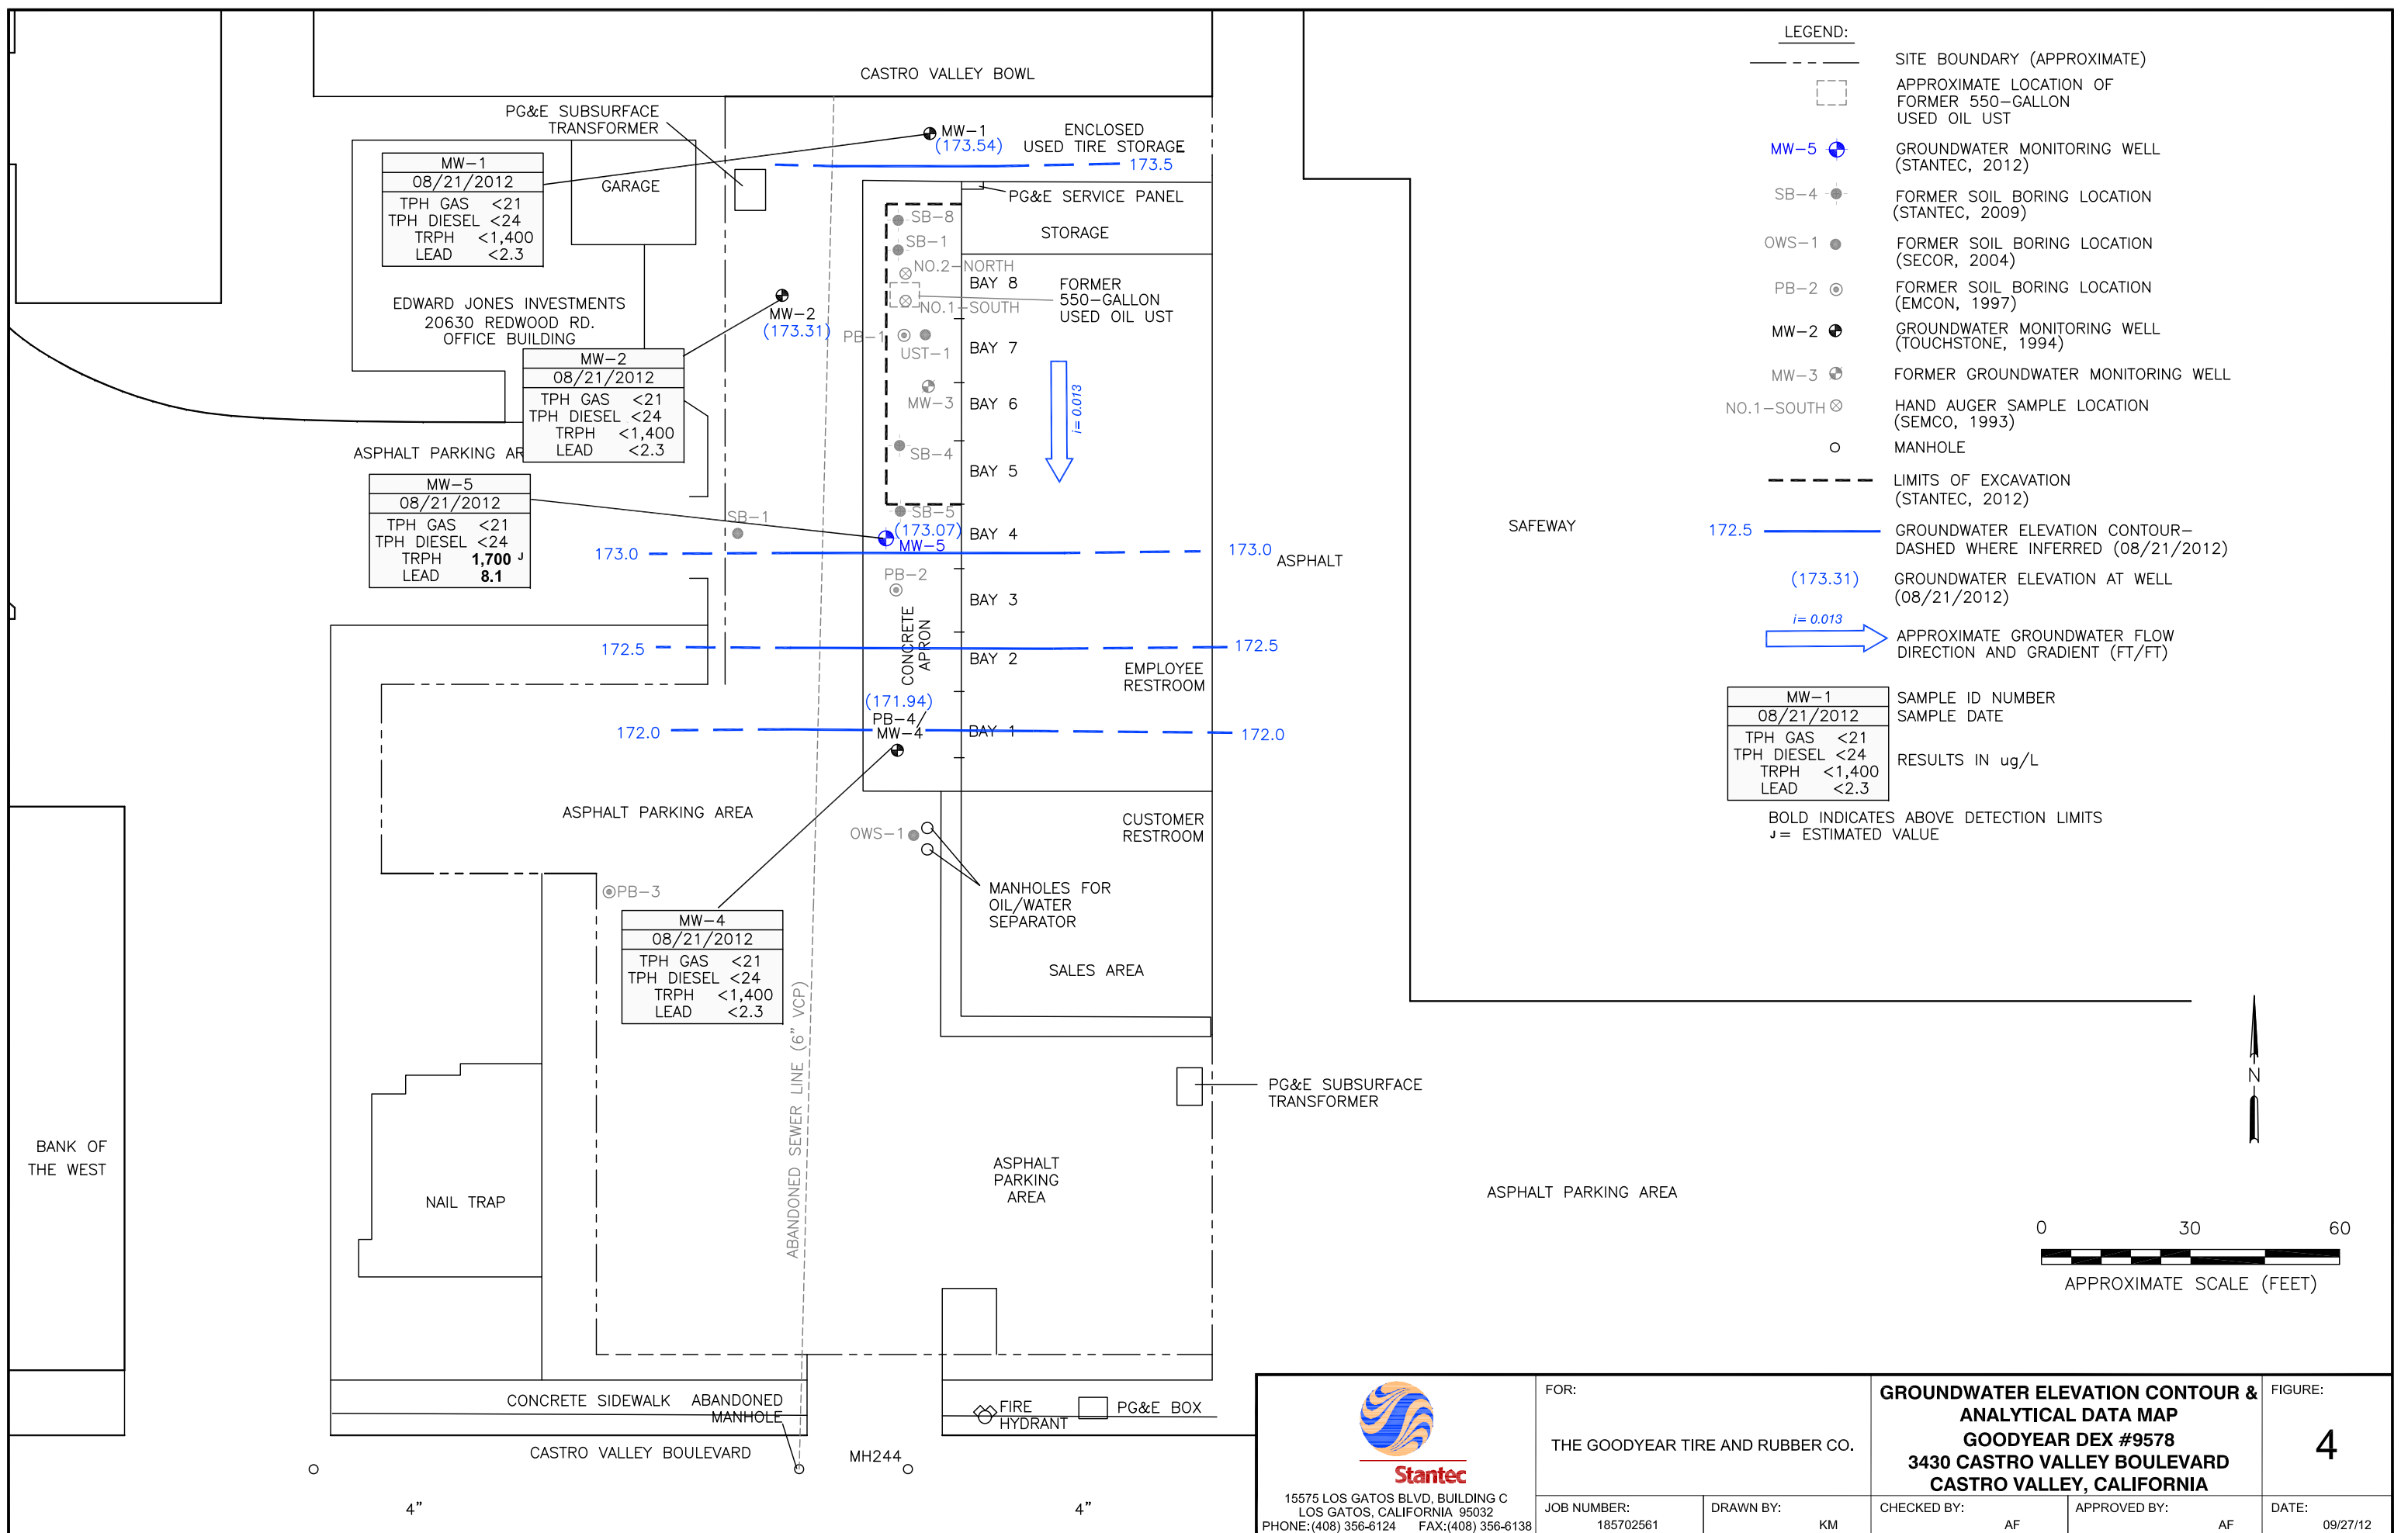 CASTRO VALLEY BOWL
PG&E SUBSURFACE
TRANSFORMER
MW-1
(173.54)
ENCLOSED
USED TIRE STORAGE
173.5
MW-1
08/21/2012
TPH GAS <21
TPH DIESEL <24
TRPH <1,400
LEAD <2.3
GARAGE
PG&E SERVICE PANEL
SB-8
STORAGE
SB-1
NO.2-NORTH
BAY 8
FORMER
550-GALLON
USED OIL UST
NO.1-SOUTH
EDWARD JONES INVESTMENTS
20630 REDWOOD RD.
OFFICE BUILDING
MW-2
(173.31)
PB-1
UST-1
BAY 7
MW-2
08/21/2012
TPH GAS <21
TPH DIESEL <24
TRPH <1,400
LEAD <2.3
MW-3
BAY 6
i= 0.013
ASPHALT PARKING AR
SB-4
BAY 5
MW-5
08/21/2012
TPH GAS <21
TPH DIESEL <24
TRPH 1,700 J
LEAD 8.1
SB-1
SB-5
(173.07)
MW-5
BAY 4
173.0
173.0
ASPHALT
SAFEWAY
PB-2
BAY 3
CONCRETE
APRON
172.5
172.5
BAY 2
EMPLOYEE
RESTROOM
(171.94)
PB-4/
MW-4
BAY 1
172.0
172.0
ASPHALT PARKING AREA
OWS-1
CUSTOMER
RESTROOM
PB-3
MANHOLES FOR
OIL/WATER
SEPARATOR
MW-4
08/21/2012
TPH GAS <21
TPH DIESEL <24
TRPH <1,400
LEAD <2.3
SALES AREA
ABANDONED SEWER LINE (6" VCP)
PG&E SUBSURFACE
TRANSFORMER
BANK OF
THE WEST
NAIL TRAP
ASPHALT
PARKING
AREA
ASPHALT PARKING AREA
CONCRETE SIDEWALK
ABANDONED
MANHOLE
FIRE
HYDRANT
PG&E BOX
CASTRO VALLEY BOULEVARD
MH244
4"
4"
LEGEND:
SITE BOUNDARY (APPROXIMATE)
APPROXIMATE LOCATION OF
FORMER 550-GALLON
USED OIL UST
MW-5
GROUNDWATER MONITORING WELL
(STANTEC, 2012)
SB-4
FORMER SOIL BORING LOCATION
(STANTEC, 2009)
OWS-1
FORMER SOIL BORING LOCATION
(SECOR, 2004)
PB-2
FORMER SOIL BORING LOCATION
(EMCON, 1997)
MW-2
GROUNDWATER MONITORING WELL
(TOUCHSTONE, 1994)
MW-3
FORMER GROUNDWATER MONITORING WELL
NO.1-SOUTH
HAND AUGER SAMPLE LOCATION
(SEMCO, 1993)
MANHOLE
LIMITS OF EXCAVATION
(STANTEC, 2012)
172.5
GROUNDWATER ELEVATION CONTOUR-
DASHED WHERE INFERRED (08/21/2012)
(173.31)
GROUNDWATER ELEVATION AT WELL
(08/21/2012)
i= 0.013
APPROXIMATE GROUNDWATER FLOW
DIRECTION AND GRADIENT (FT/FT)
MW-1
SAMPLE ID NUMBER
08/21/2012
SAMPLE DATE
TPH GAS <21
TPH DIESEL <24
TRPH <1,400
LEAD <2.3
RESULTS IN ug/L
BOLD INDICATES ABOVE DETECTION LIMITS
J = ESTIMATED VALUE
N
0 30 60
APPROXIMATE SCALE (FEET)
Stantec
15575 LOS GATOS BLVD, BUILDING C
LOS GATOS, CALIFORNIA 95032
PHONE:(408) 356-6124 FAX:(408) 356-6138
FOR:
THE GOODYEAR TIRE AND RUBBER CO.
GROUNDWATER ELEVATION CONTOUR &
ANALYTICAL DATA MAP
GOODYEAR DEX #9578
3430 CASTRO VALLEY BOULEVARD
CASTRO VALLEY, CALIFORNIA
FIGURE:
4
JOB NUMBER:
185702561
DRAWN BY:
KM
CHECKED BY:
AF
APPROVED BY:
AF
DATE:
09/27/12